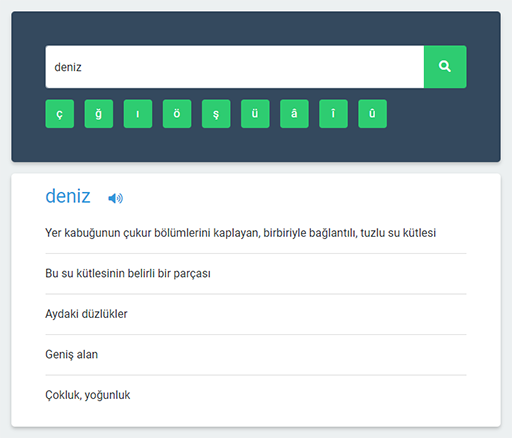 deniz
ç ğ ı ö ş ü â î û
deniz
Yer kabuğunun çukur bölümlerini kaplayan, birbiriyle bağlantılı, tuzlu su kütlesi
Bu su kütlesinin belirli bir parçası
Aydaki düzlükler
Geniş alan
Çokluk, yoğunluk